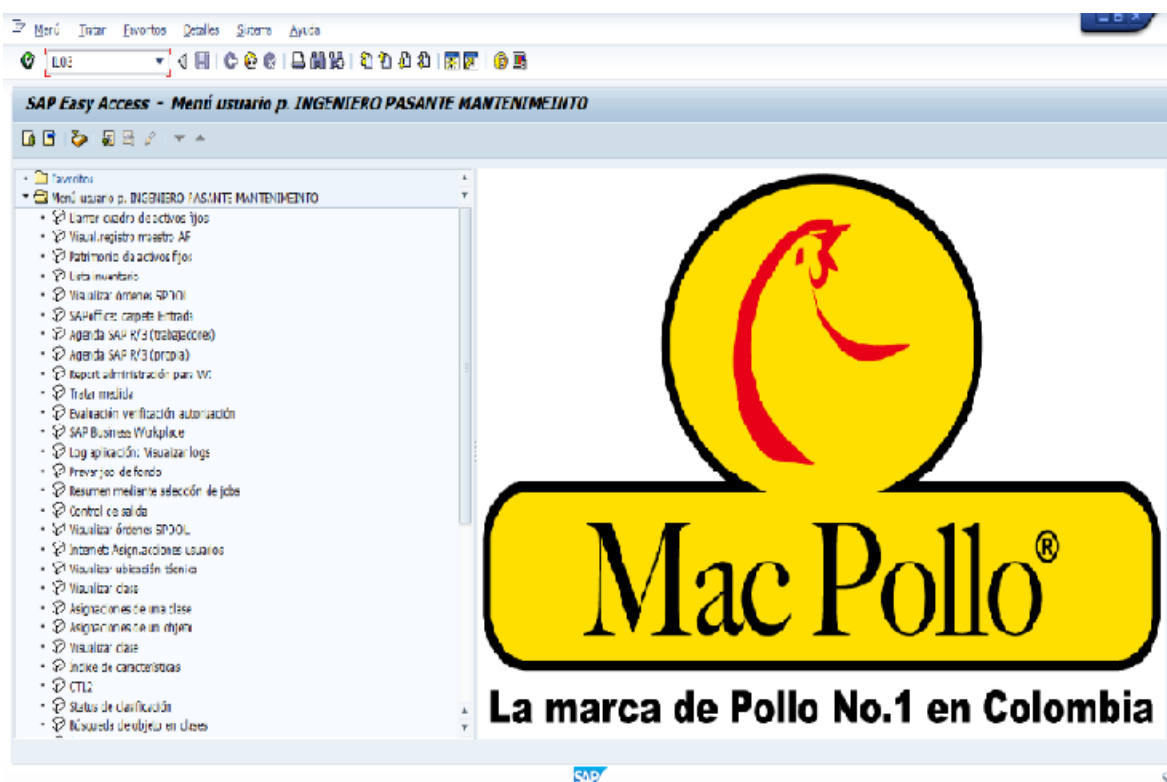 Menú Tratar Favoritos Detalles Sistema Ayuda
IL03
SAP Easy Access - Menú usuario p. INGENIERO PASANTE MANTENIMEINTO
Favoritos
Menú usuario p. INGENIERO PASANTE MANTENIMEINTO
Llamar cuadro de activos fijos
Visual.registro maestro AF
Patrimonio de activos fijos
Lista inventario
Visualizar órdenes SPOOL
SAPoffice: carpeta Entrada
Agenda SAP R/3 (trabajadores)
Agenda SAP R/3 (propia)
Report administración para
Tratar medida
Evaluación verificación autorización
SAP Business Workplace
Log aplicación: Visualizar logs
de fondo
Resumen mediante selección de jobs
Control de salida
Visualizar órdenes SPOOL
Internet: Asign.acciones usuarios
Visualizar ubicación técnica
Visualizar clase
Asignaciones de una clase
Asignaciones de un objeto
Visualizar clase
Índice de características
Status de clasificación
Búsqueda de objeto en clases
Mac Pollo®
La marca de Pollo No.1 en Colombia
SAP